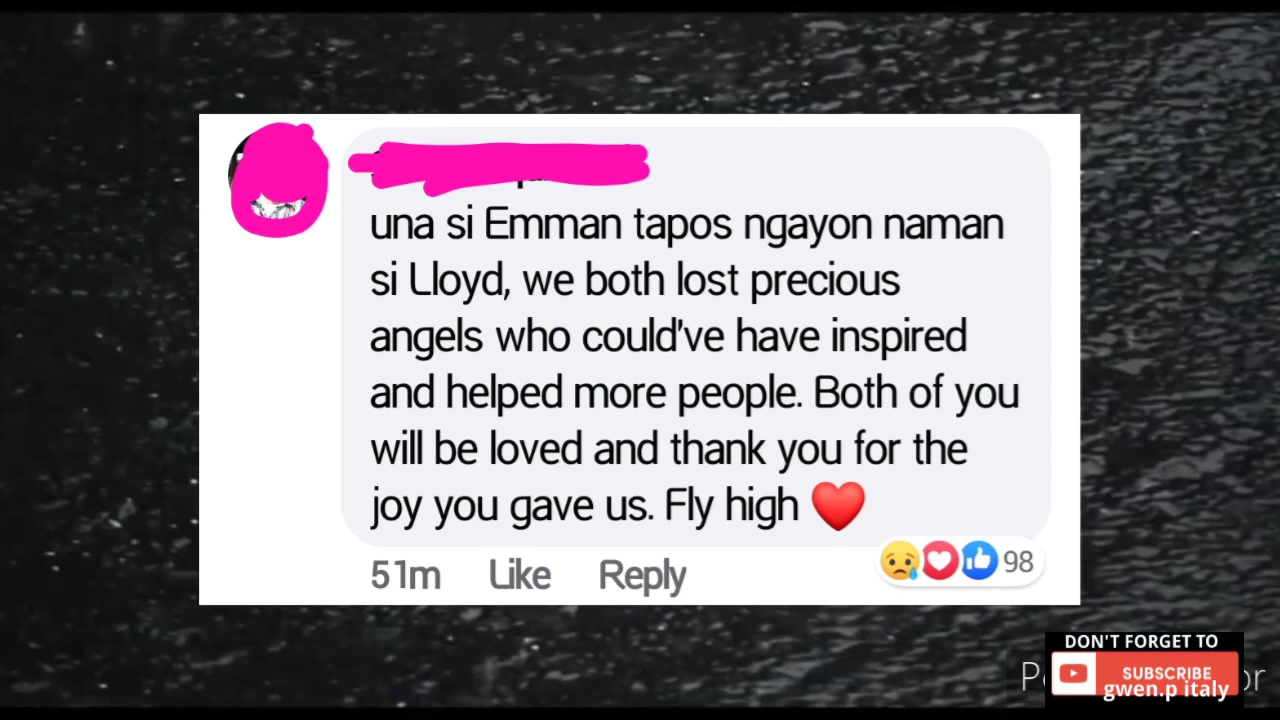 una si Emman tapos ngayon naman
si Lloyd, we both lost precious
angels who could've have inspired
and helped more people. Both of you
will be loved and thank you for the
joy you gave us. Fly high ❤️
51m Like Reply 98
DON'T FORGET TO
SUBSCRIBE
gwen.p italy